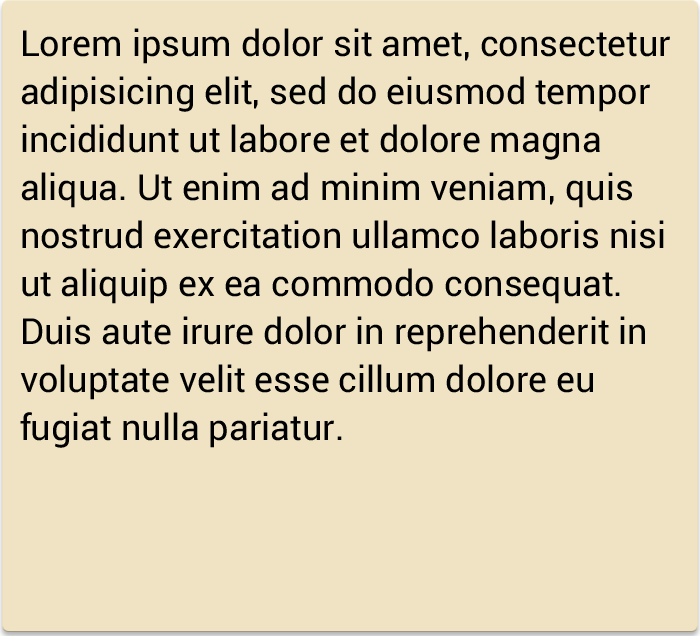 Lorem ipsum dolor sit amet, consectetur
adipisicing elit, sed do eiusmod tempor
incididunt ut labore et dolore magna
aliqua. Ut enim ad minim veniam, quis
nostrud exercitation ullamco laboris nisi
ut aliquip ex ea commodo consequat.
Duis aute irure dolor in reprehenderit in
voluptate velit esse cillum dolore eu
fugiat nulla pariatur.